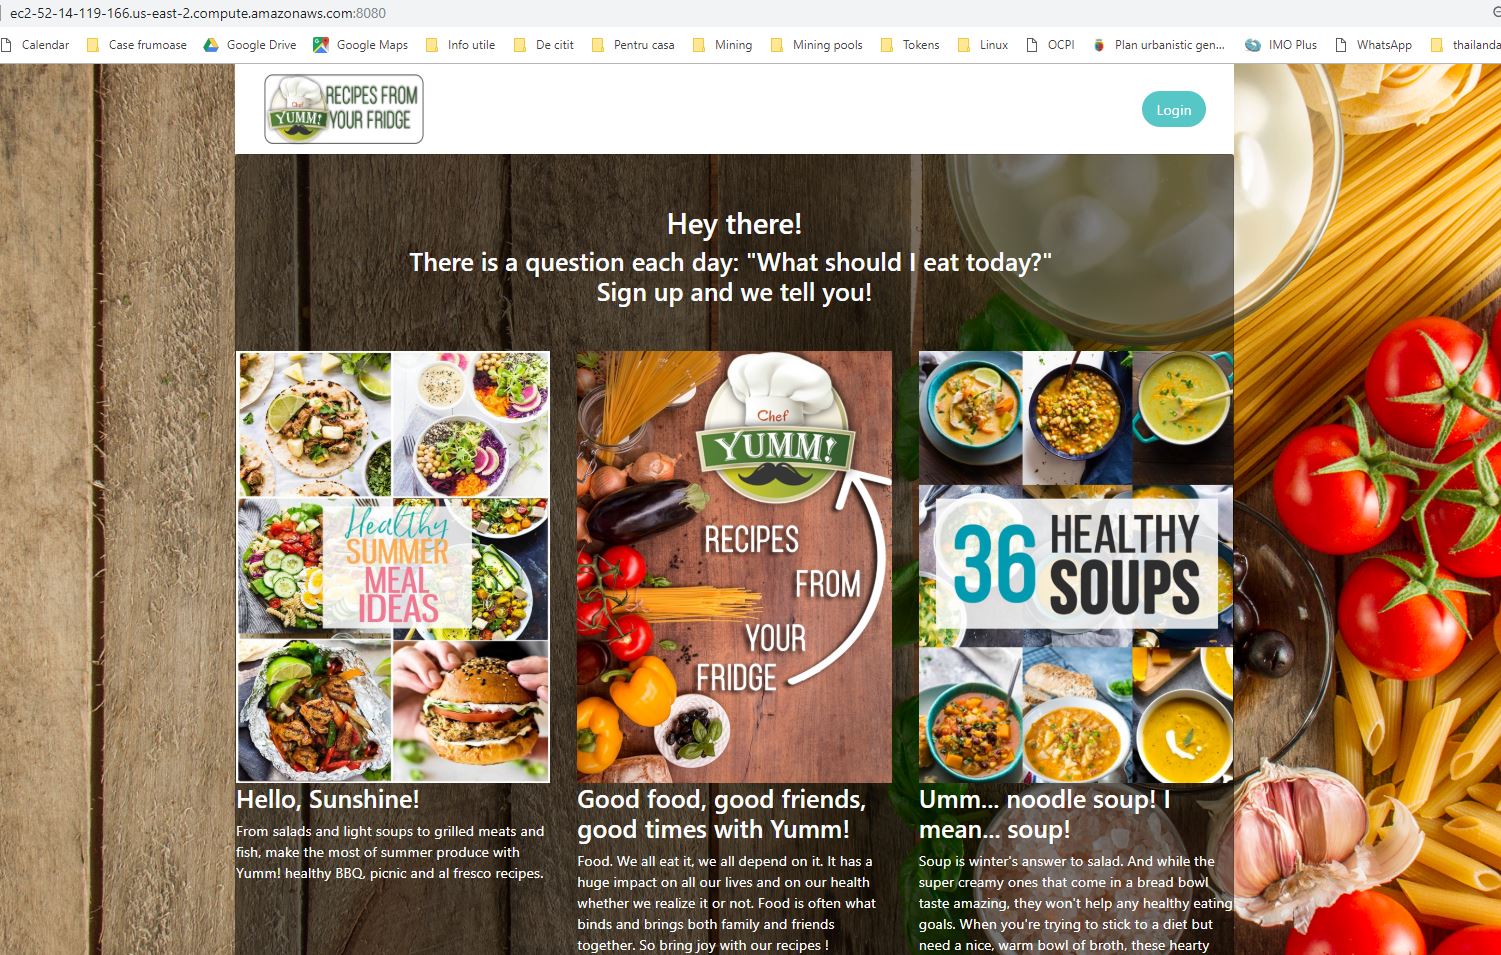 ec2-52-14-119-166.us-east-2.compute.amazonaws.com:8080
Calendar Case frumoase Google Drive Google Maps Info utile De citit Pentru casa Mining Mining pools Tokens Linux OCPI Plan urbanistic gen... IMO Plus WhatsApp thailanda
Chef
YUMM!
RECIPES FROM
YOUR FRIDGE
Login
Hey there!
There is a question each day: "What should I eat today?"
Sign up and we tell you!
Healthy
SUMMER
MEAL
IDEAS
Chef
YUMM!
RECIPES
FROM
YOUR
FRIDGE
36 HEALTHY
SOUPS
Hello, Sunshine!
From salads and light soups to grilled meats and
fish, make the most of summer produce with
Yumm! healthy BBQ, picnic and al fresco recipes.
Good food, good friends,
good times with Yumm!
Food. We all eat it, we all depend on it. It has a
huge impact on all our lives and on our health
whether we realize it or not. Food is often what
binds and brings both family and friends
together. So bring joy with our recipes !
Umm... noodle soup! I
mean... soup!
Soup is winter's answer to salad. And while the
super creamy ones that come in a bread bowl
taste amazing, they won't help any healthy eating
goals. When you're trying to stick to a diet but
need a nice, warm bowl of broth, these hearty